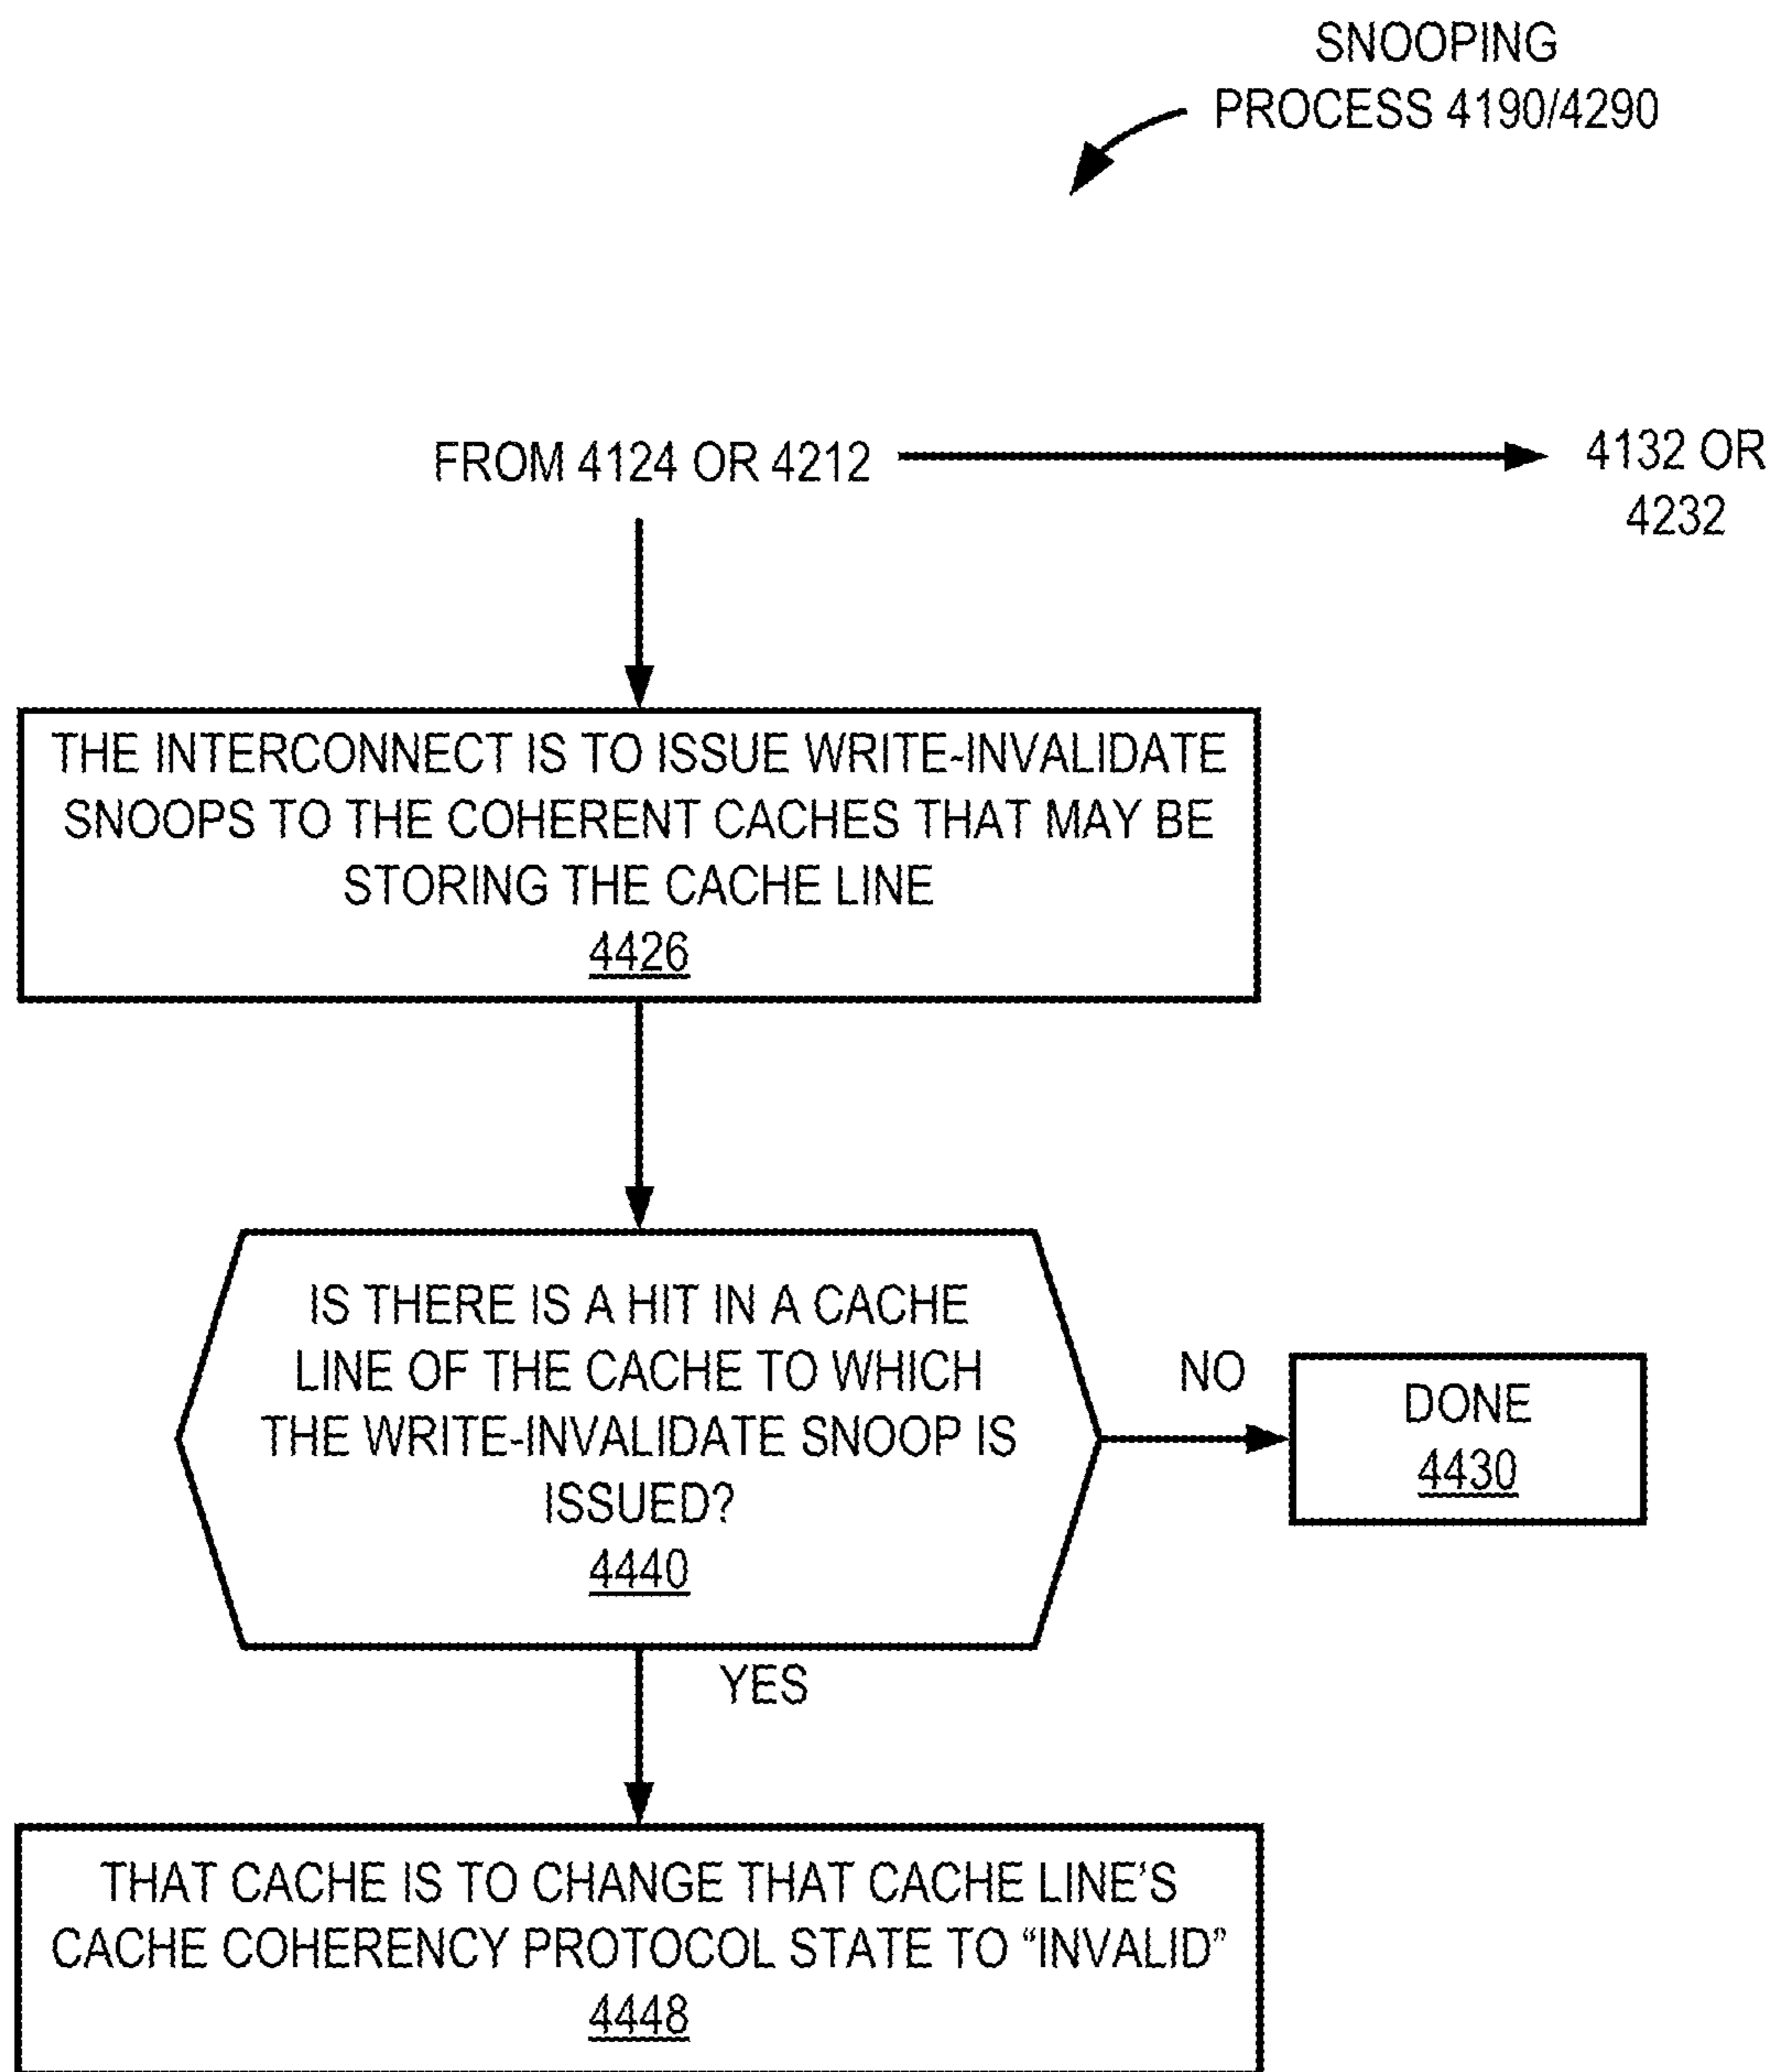 SNOOPING
PROCESS 4190/4290
FROM 4124 OR 4212
4132 OR
4232
THE INTERCONNECT IS TO ISSUE WRITE-INVALIDATE
SNOOPS TO THE COHERENT CACHES THAT MAY BE
STORING THE CACHE LINE
4426
IS THERE IS A HIT IN A CACHE
LINE OF THE CACHE TO WHICH
THE WRITE-INVALIDATE SNOOP IS
ISSUED?
4440
NO
DONE
4430
YES
THAT CACHE IS TO CHANGE THAT CACHE LINE’S
CACHE COHERENCY PROTOCOL STATE TO “INVALID”
4448